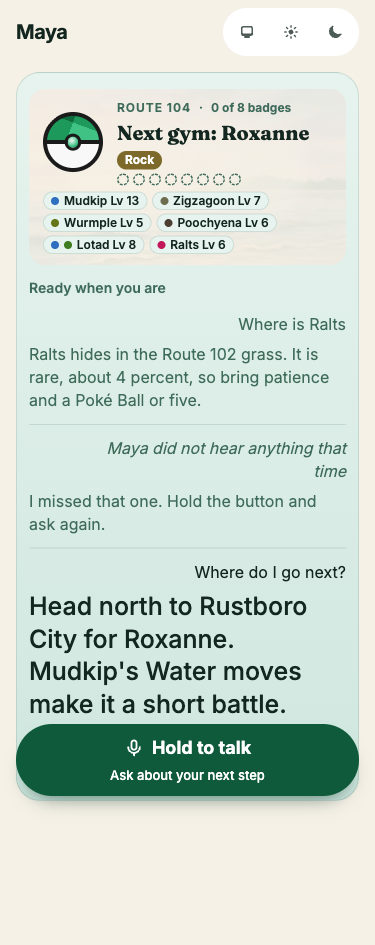 Maya
ROUTE 104 · 0 of 8 badges
Next gym: Roxanne
Rock
Mudkip Lv 13
Zigzagoon Lv 7
Wurmple Lv 5
Poochyena Lv 6
Lotad Lv 8
Ralts Lv 6
Ready when you are
Where is Ralts
Ralts hides in the Route 102 grass. It is
rare, about 4 percent, so bring patience
and a Poké Ball or five.
Maya did not hear anything that
time
I missed that one. Hold the button and
ask again.
Where do I go next?
Head north to Rustboro
City for Roxanne.
Mudkip's Water moves
make it a short battle.
Hold to talk
Ask about your next step